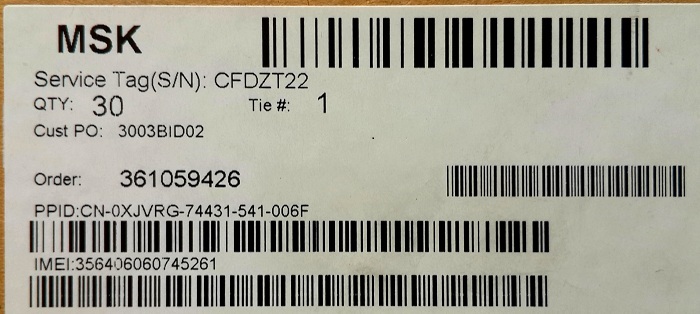 MSK
Service Tag(S/N): CFDZT22
QTY: 30 Tie #: 1
Cust PO: 3003BID02
Order: 361059426
PPID:CN-0XJVRG-74431-541-006F
IMEI:356406060745261